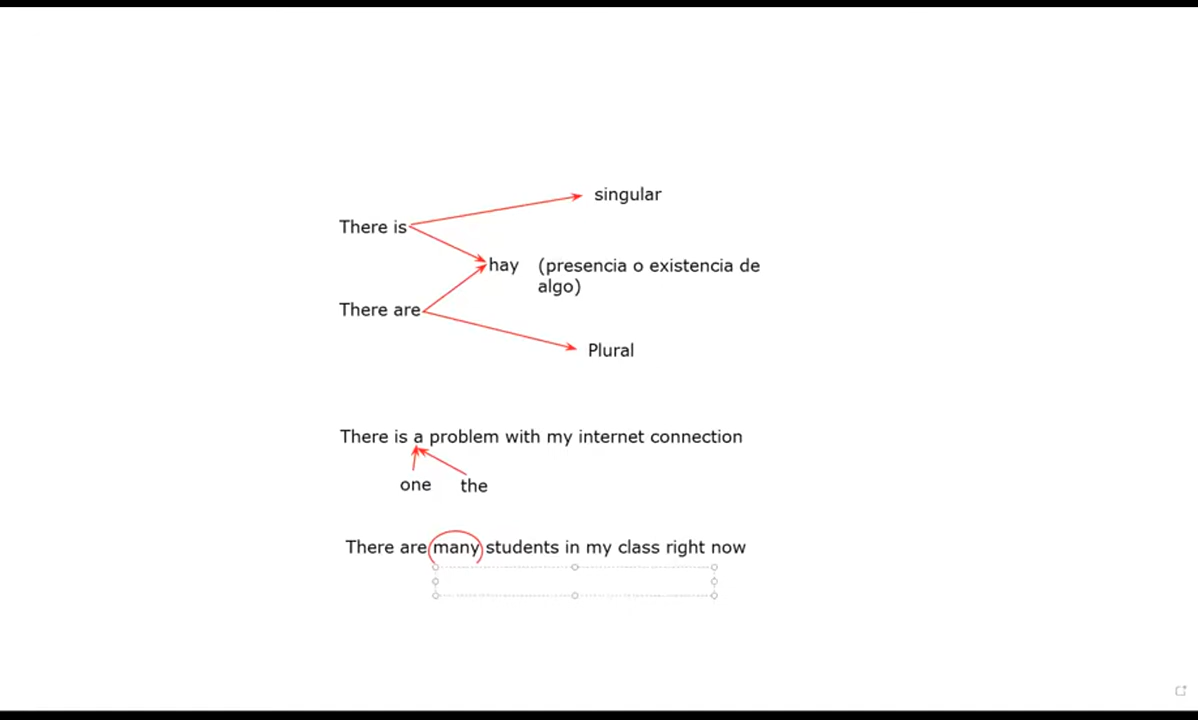 singular
There is
hay (presencia o existencia de
algo)
There are
Plural
There is a problem with my internet connection
one the
There are many students in my class right now